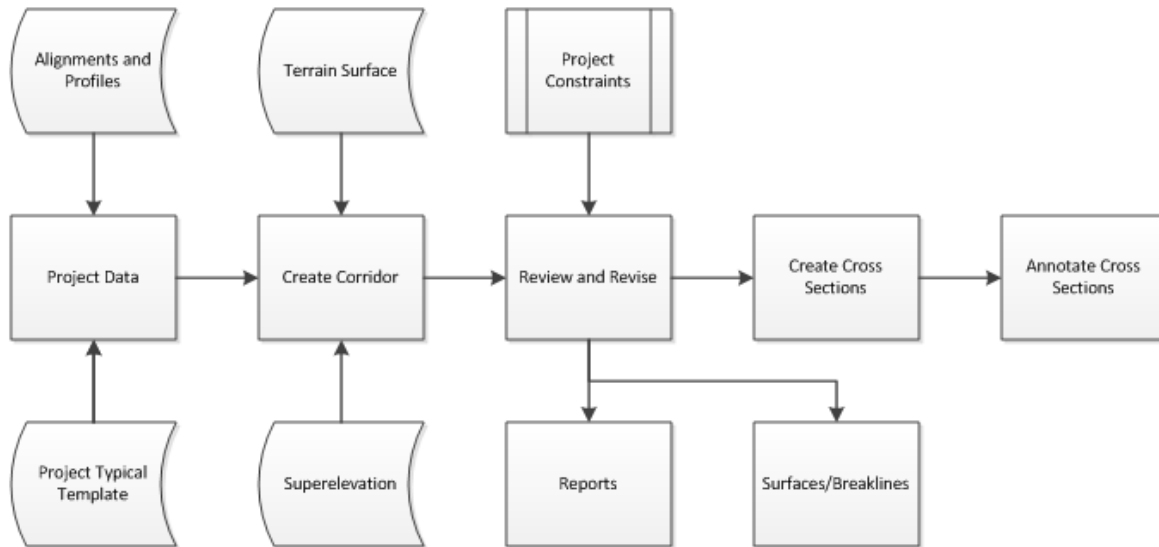 Alignments and
Profiles
Terrain Surface
Project
Constraints
Project Data
Create Corridor
Review and Revise
Create Cross
Sections
Annotate Cross
Sections
Project Typical
Template
Superelevation
Reports
Surfaces/Breaklines